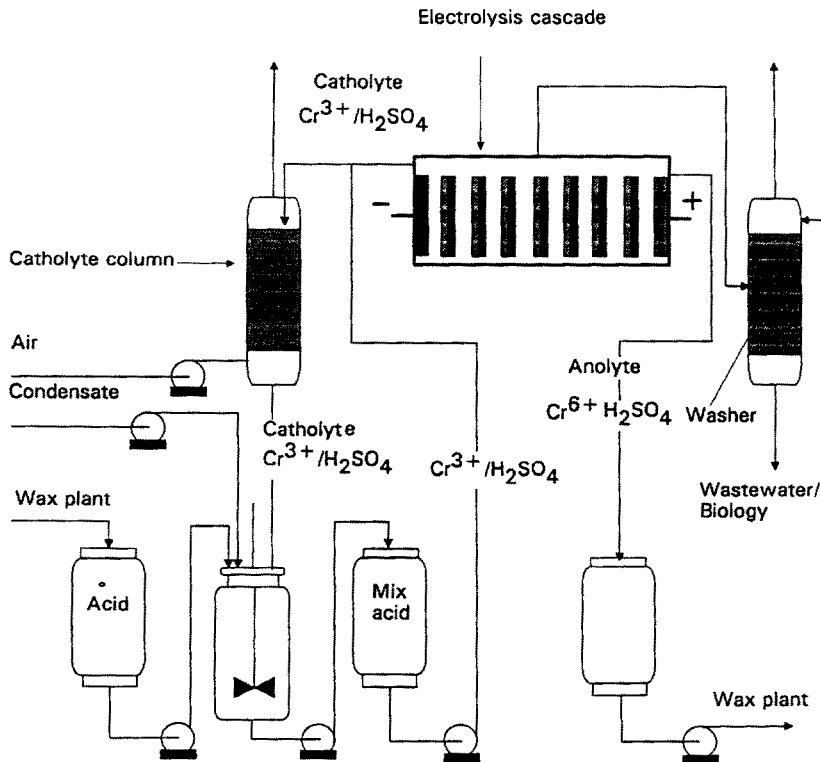 Electrolysis cascade
Catholyte
Cr3+/H2SO4
−
+
Catholyte column
Air
Condensate
Catholyte
Cr3+/H2SO4
Cr3+/H2SO4
Anolyte
Cr6+ H2SO4
Washer
Wastewater/
Biology
Wax plant
Acid
Mix
acid
Wax plant